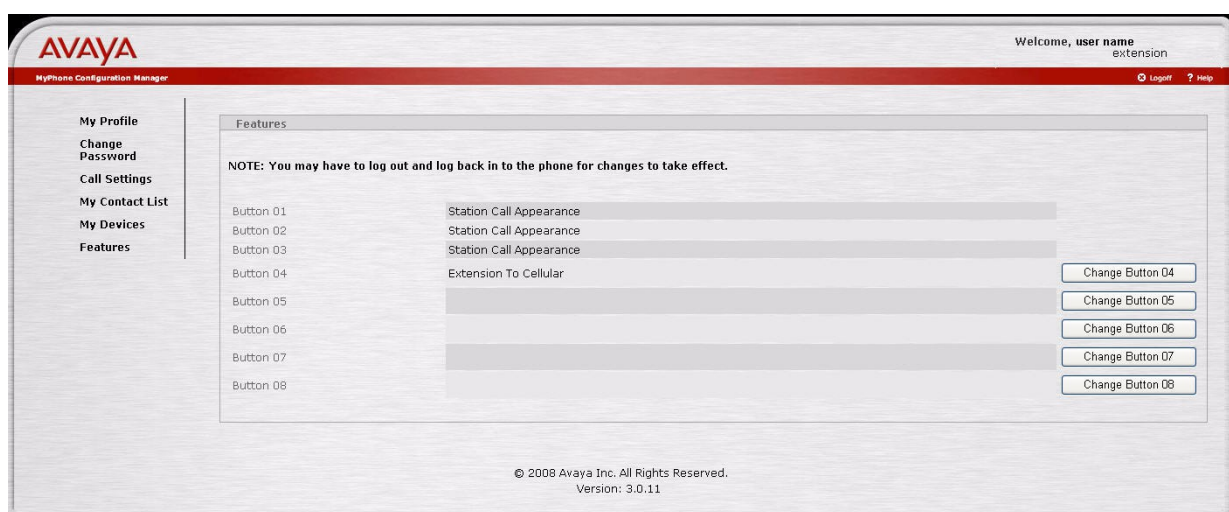 AVAYA
Welcome, user name
extension
MyPhone Configuration Manager
Logoff ? Help
My Profile
Change
Password
Call Settings
My Contact List
My Devices
Features
Features
NOTE: You may have to log out and log back in to the phone for changes to take effect.
Button 01 Station Call Appearance
Button 02 Station Call Appearance
Button 03 Station Call Appearance
Button 04 Extension To Cellular Change Button 04
Button 05 Change Button 05
Button 06 Change Button 06
Button 07 Change Button 07
Button 08 Change Button 08
© 2008 Avaya Inc. All Rights Reserved.
Version: 3.0.11